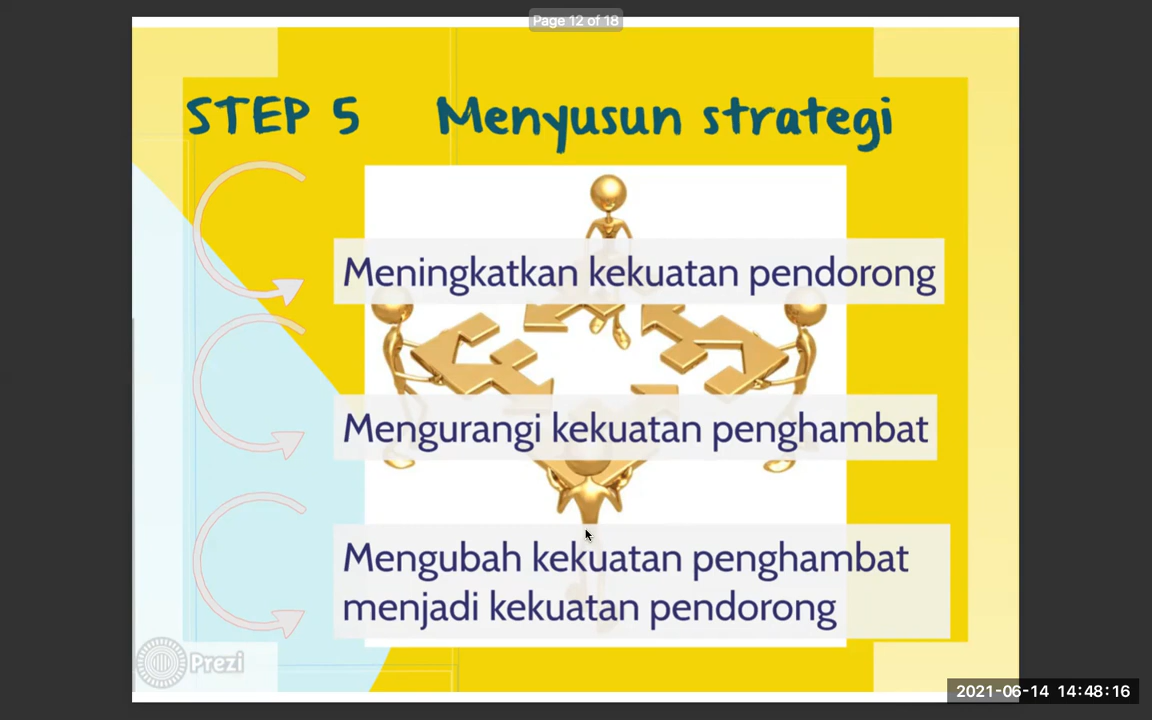 Page 12 of 18
STEP 5 Menyusun strategi
Meningkatkan kekuatan pendorong
Mengurangi kekuatan penghambat
Mengubah kekuatan penghambat
menjadi kekuatan pendorong
Prezi
2021-06-14 14:48:16